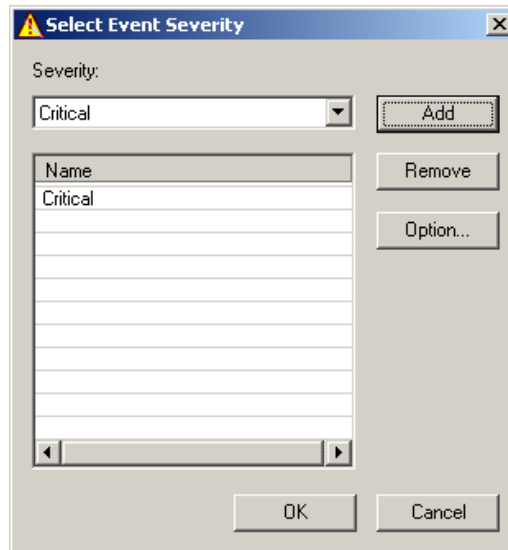 Select Event Severity
Severity:
Critical
Add
Name
Remove
Critical
Option...
OK
Cancel